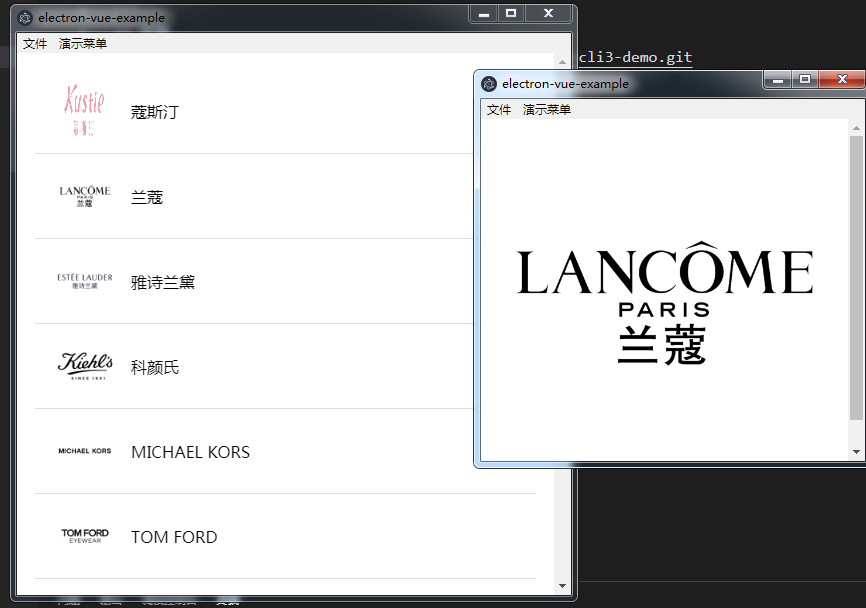 electron-vue-example
文件 演示菜单
Kustie
蔻斯汀
LANCÔME
PARIS
兰蔻
兰蔻
ESTĒE LAUDER
雅诗兰黛
雅诗兰黛
Kiehl's
SINCE 1851
科颜氏
MICHAEL KORS
MICHAEL KORS
TOM FORD
EYEWEAR
TOM FORD
cli3-demo.git
electron-vue-example
文件 演示菜单
LANCÔME
PARIS
兰蔻